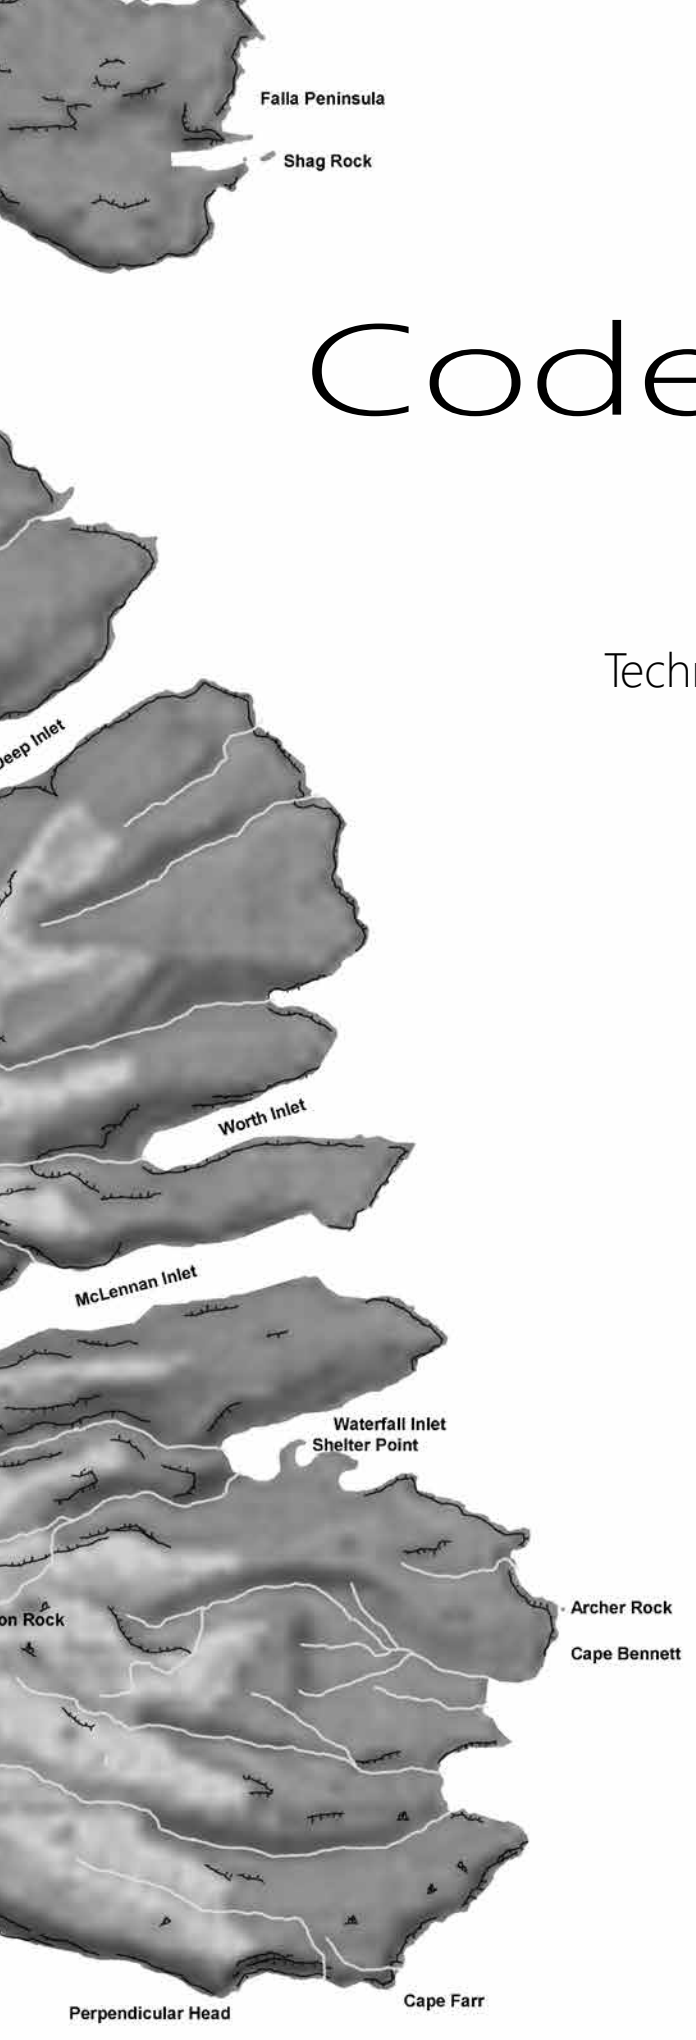 Falla Peninsula
Shag Rock
Code
Techn
Deep Inlet
Worth Inlet
McLennan Inlet
Waterfall Inlet
Shelter Point
Archer Rock
on Rock
Cape Bennett
Cape Farr
Perpendicular Head